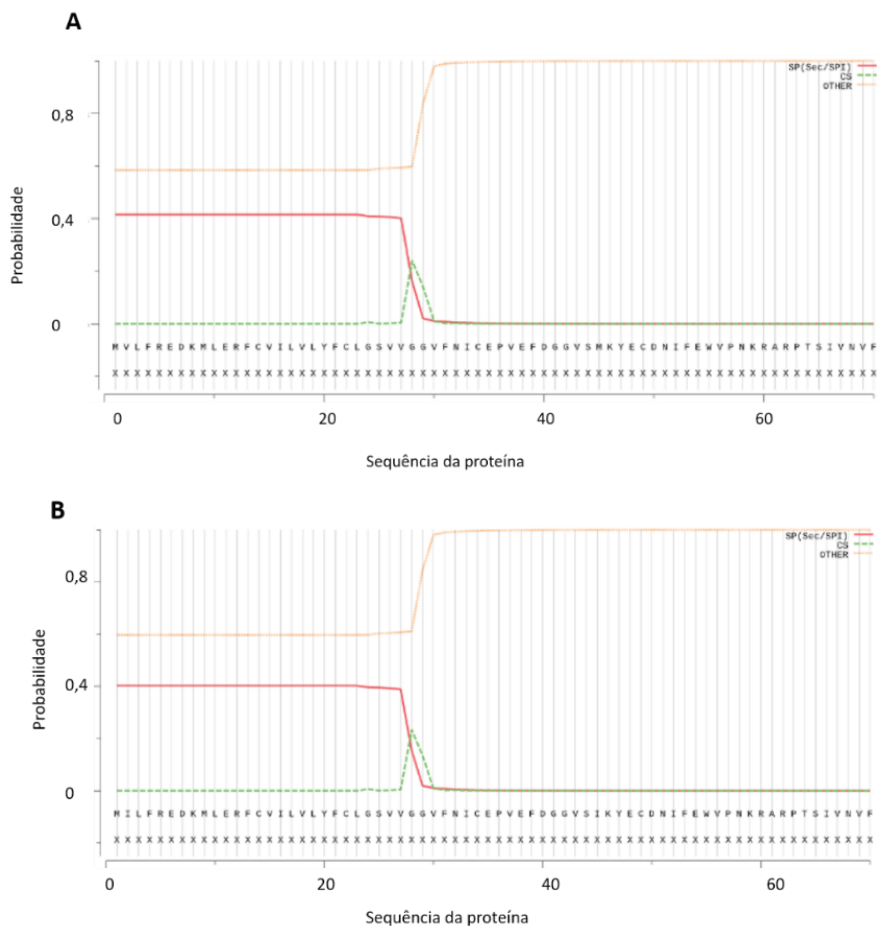 A
SP(Sec/SPI)
CS
OTHER
0,8
Probabilidade
0,4
0
M V L F R E D K M L E R F C V I L V L Y F C L G S V V G G V F N I C E P V E F D G G V S M K Y E C D N I F E W V P N K R A R P T S I V N V F
X X X X X X X X X X X X X X X X X X X X X X X X X X X X X X X X X X X X X X X X X X X X X X X X X X X X X X X X X X X X X X X X X X X X X X
0 20 40 60
Sequência da proteína
B
SP(Sec/SPI)
CS
OTHER
0,8
Probabilidade
0,4
0
M I L F R E D K M L E R F C V I L V L Y F C L G S V V G G V F N I C E P V E F D G G V S I K Y E C D N I F E W V P N K R A R P T S I V N V F
X X X X X X X X X X X X X X X X X X X X X X X X X X X X X X X X X X X X X X X X X X X X X X X X X X X X X X X X X X X X X X X X X X X X X X
0 20 40 60
Sequência da proteína